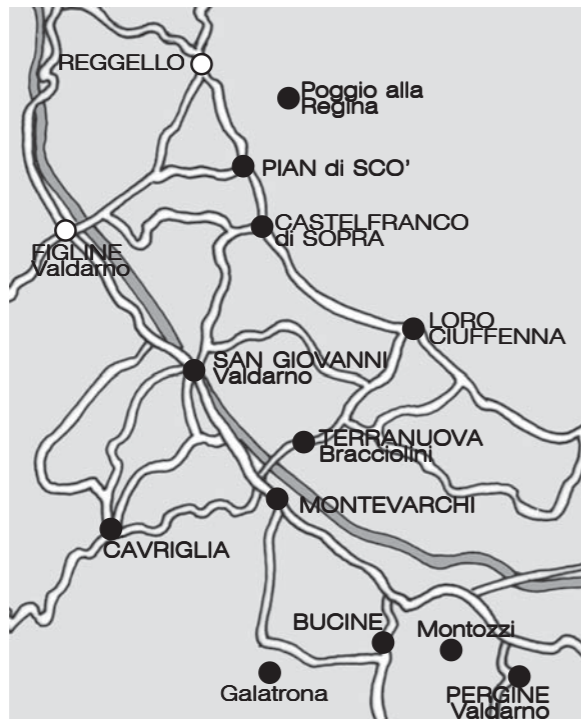 REGGELLO
Poggio alla
Regina
PIAN di SCO'
CASTELFRANCO
di SOPRA
FIGLINE
Valdarno
LORO
CIUFFENNA
SAN GIOVANNI
Valdarno
TERRANUOVA
Bracciolini
MONTEVARCHI
CAVRIGLIA
BUCINE
Montozzi
Galatrona
PERGINE
Valdarno